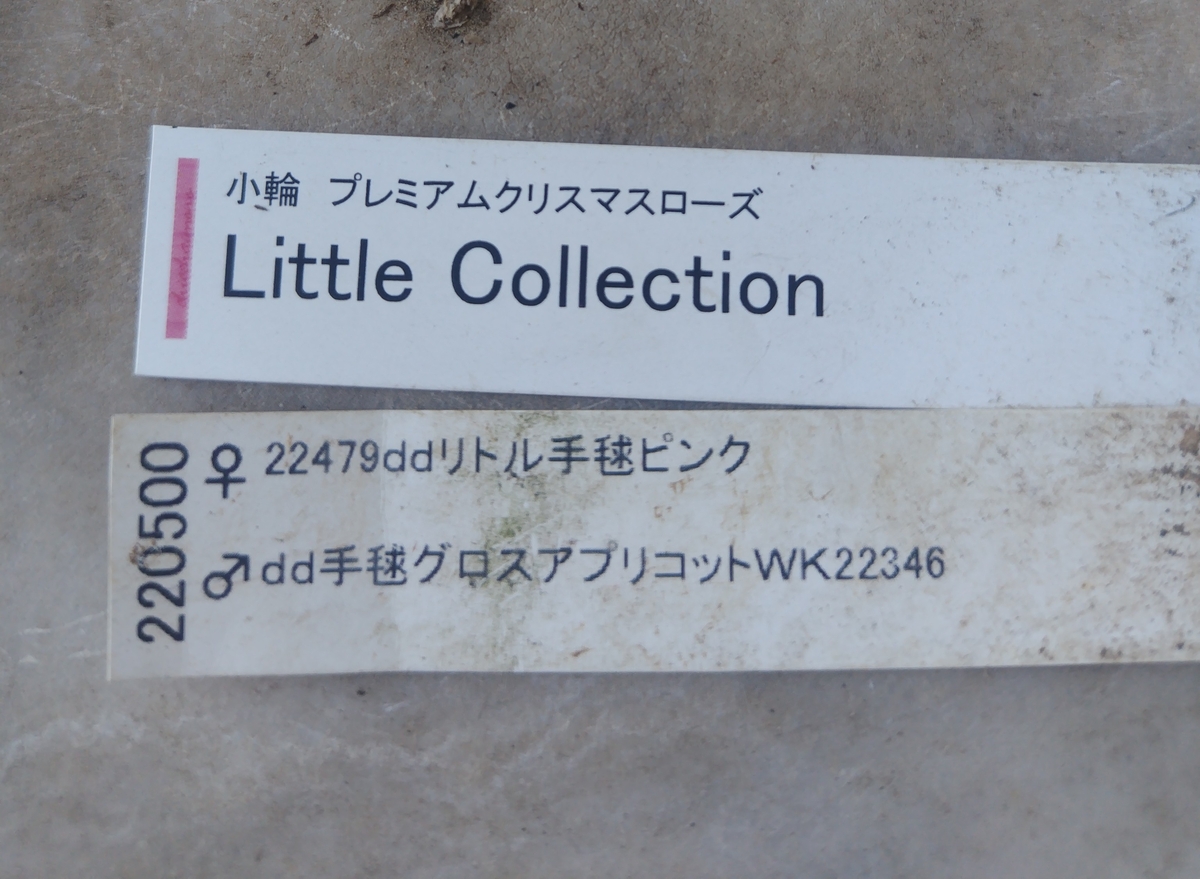 小輪 プレミアムクリスマスローズ
Little Collection
220500
♀ 22479ddリトル手毬ピンク
♂ dd手毬グロスアプリコットWK22346